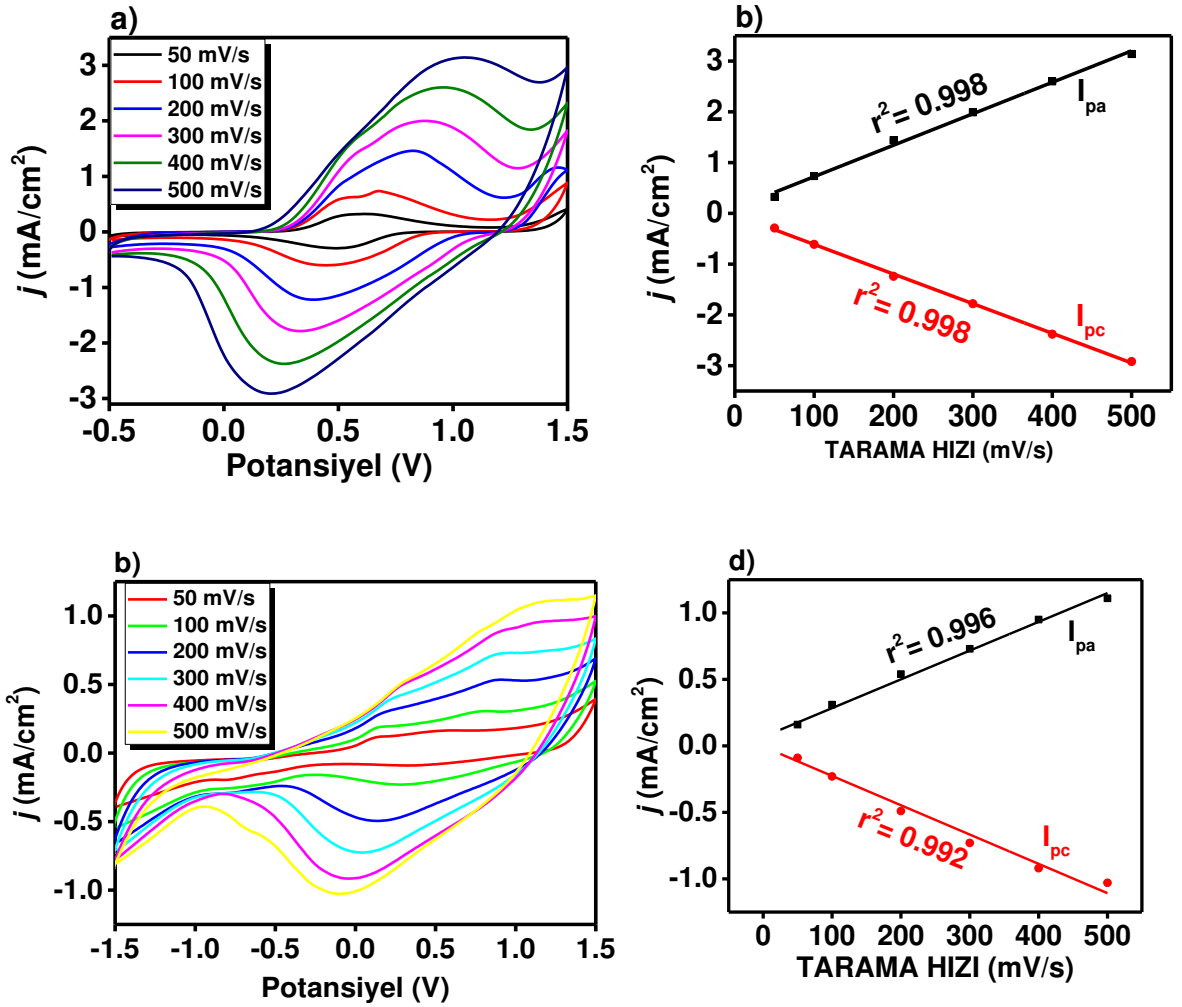 a)
50 mV/s
100 mV/s
200 mV/s
300 mV/s
400 mV/s
500 mV/s
3
2
1
0
-1
-2
-3
j (mA/cm²)
-0.5 0.0 0.5 1.0 1.5
Potansiyel (V)
b)
3
2
1
0
-1
-2
-3
j (mA/cm²)
r²= 0.998
I_pa
r²= 0.998
I_pc
0 100 200 300 400 500
TARAMA HIZI (mV/s)
b)
50 mV/s
100 mV/s
200 mV/s
300 mV/s
400 mV/s
500 mV/s
1.0
0.5
0.0
-0.5
-1.0
j (mA/cm²)
-1.5 -1.0 -0.5 0.0 0.5 1.0 1.5
Potansiyel (V)
d)
1.0
0.5
0.0
-0.5
-1.0
j (mA/cm²)
r²= 0.996
I_pa
r²= 0.992
I_pc
0 100 200 300 400 500
TARAMA HIZI (mV/s)